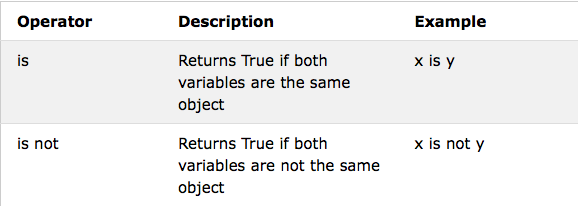 Operator Description Example
is Returns True if both x is y
variables are the same
object
is not Returns True if both x is not y
variables are not the same
object